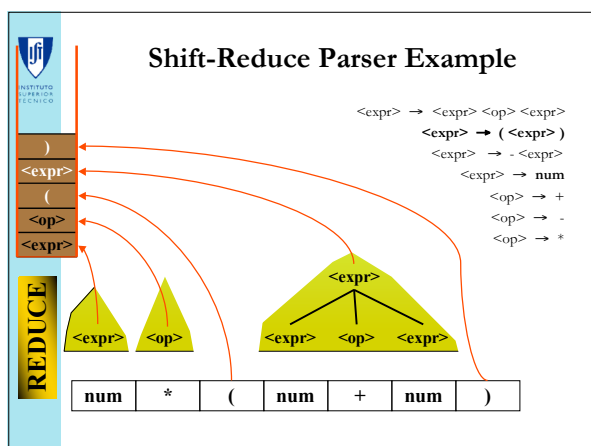 Shift-Reduce Parser Example
INSTITUTO
SUPERIOR
TÉCNICO
<expr> → <expr> <op> <expr>
<expr> → ( <expr> )
<expr> → - <expr>
<expr> → num
<op> → +
<op> → -
<op> → *
)
<expr>
(
<op>
<expr>
REDUCE
<expr>
<expr>
<op>
<expr>
<op>
<expr>
num * ( num + num )